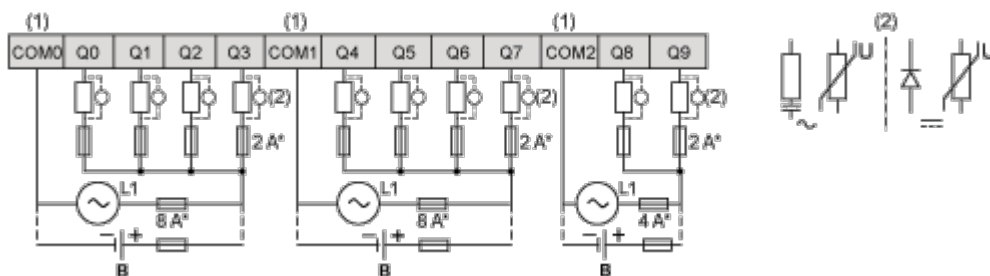 (1) (1) (1) (2)
COM0 Q0 Q1 Q2 Q3 COM1 Q4 Q5 Q6 Q7 COM2 Q8 Q9
U U
(2) (2) (2)
2 A* 2 A* 2 A*
L1 L1 L1
8 A* 8 A* 4 A*
− + − + − +
B B B